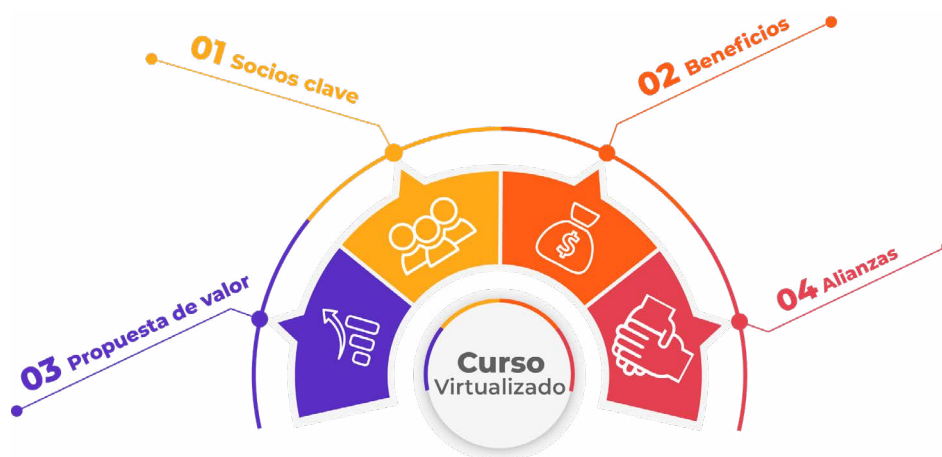 01 Socios clave
02 Beneficios
03 Propuesta de valor
04 Alianzas
$
Curso
Virtualizado